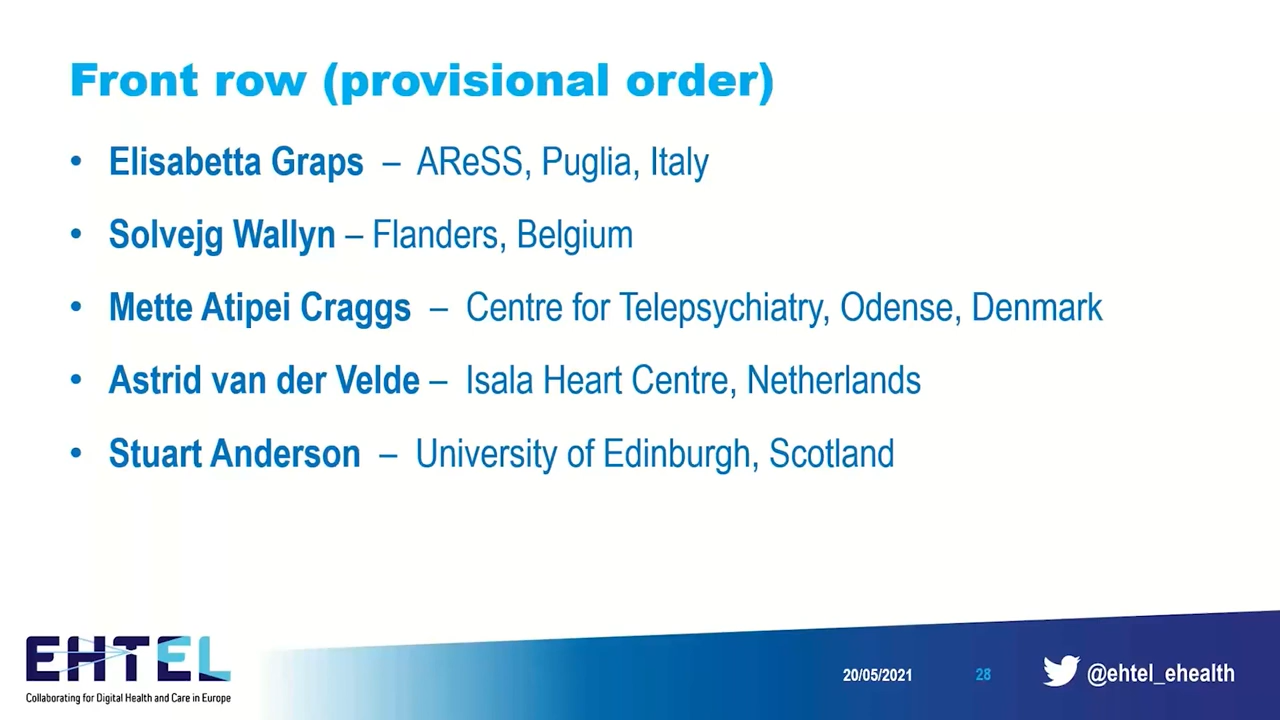 Front row (provisional order)
• Elisabetta Graps – AReSS, Puglia, Italy
• Solvejg Wallyn – Flanders, Belgium
• Mette Atipei Craggs – Centre for Telepsychiatry, Odense, Denmark
• Astrid van der Velde – Isala Heart Centre, Netherlands
• Stuart Anderson – University of Edinburgh, Scotland
EHTEL
Collaborating for Digital Health and Care in Europe
20/05/2021 28 @ehtel_ehealth